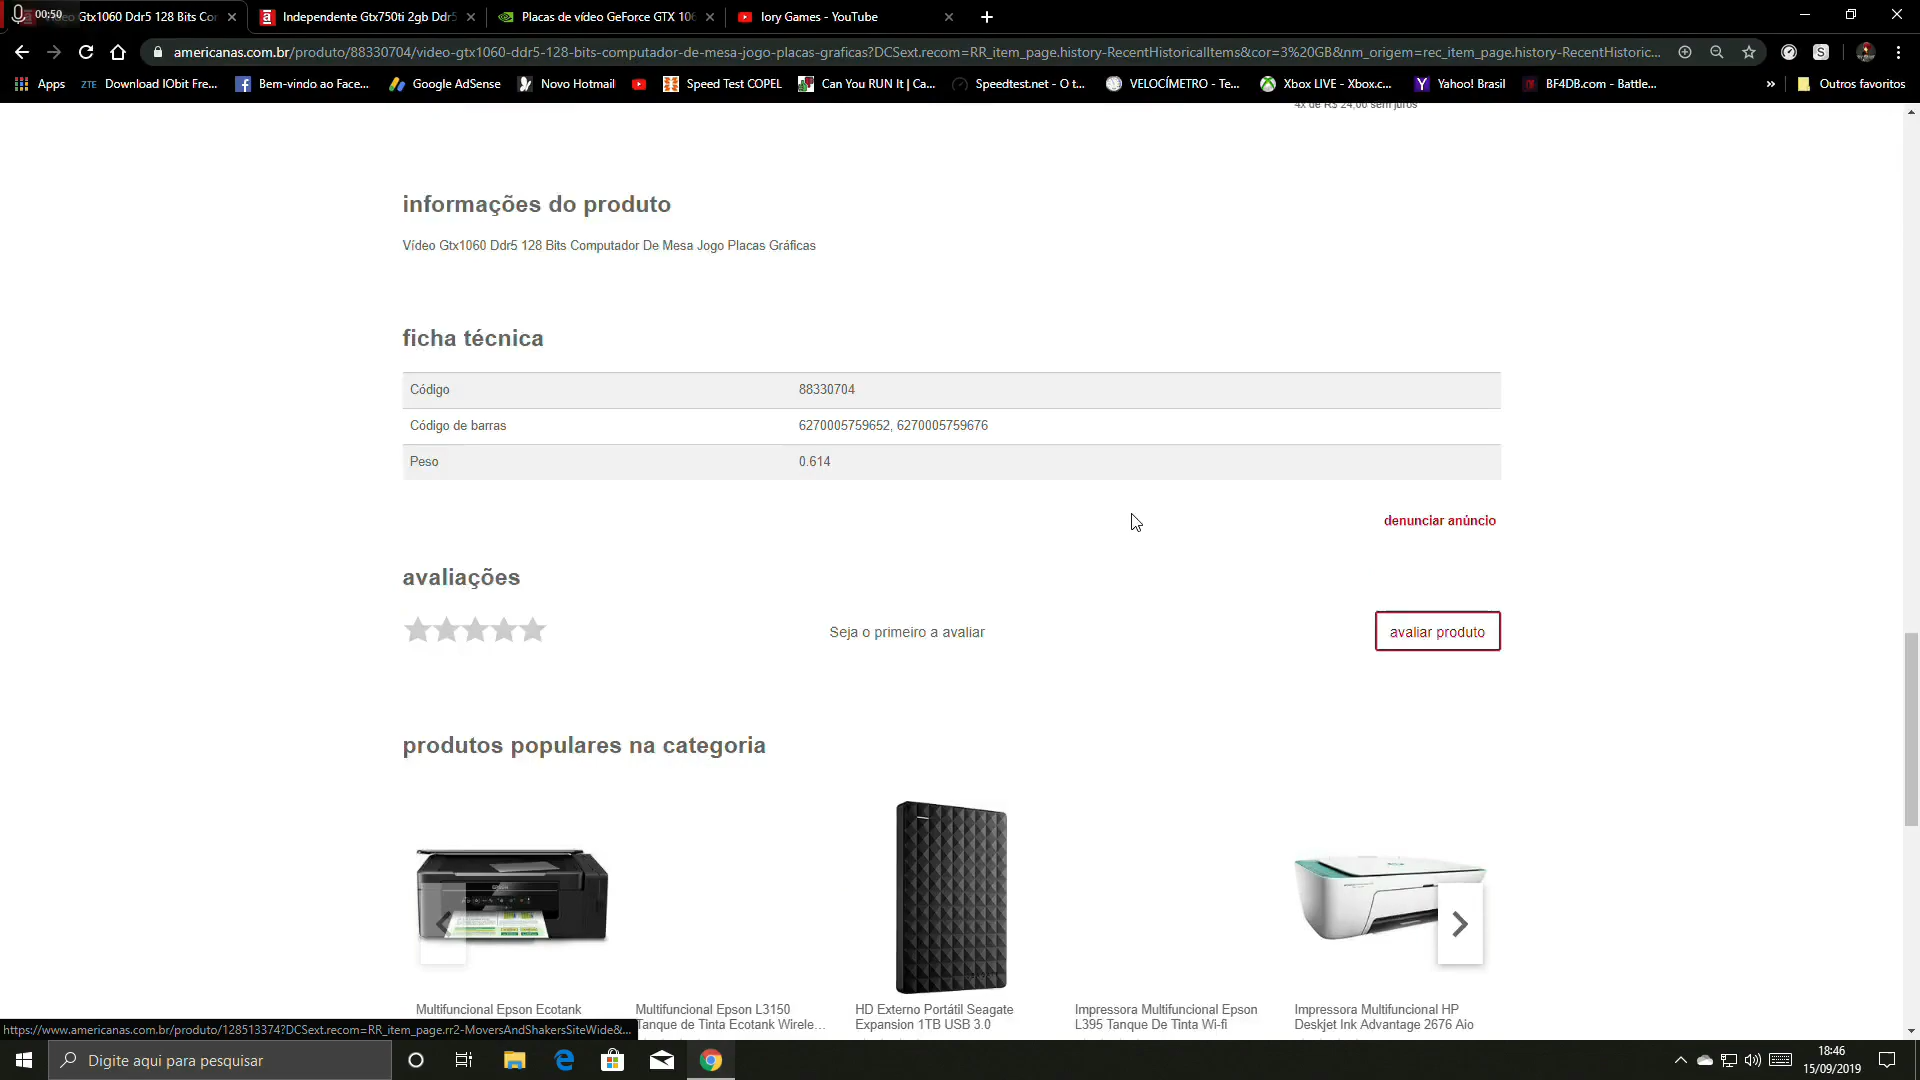 00:50
Gtx1060 Ddr5 128 Bits Co
Independente Gtx750ti 2gb Ddr5
Placas de vídeo GeForce GTX 106
Iory Games - YouTube
americanas.com.br/produto/88330704/video-gtx1060-ddr5-128-bits-computador-de-mesa-jogo-placas-graficas?DCSext.recom=RR_item_page.history-RecentHistoricalItems&cor=3%20GB&nm_origem=rec_item_page.history-RecentHistoric...
Apps
ZTE Download IObit Fre...
Bem-vindo ao Face...
Google AdSense
Novo Hotmail
Speed Test COPEL
Can You RUN It | Ca...
Speedtest.net - O t...
VELOCÍMETRO - Te...
Xbox LIVE - Xbox.c...
Yahoo! Brasil
BF4DB.com - Battle...
»
Outros favoritos
4x de R$ 24,00 sem juros
informações do produto
Vídeo Gtx1060 Ddr5 128 Bits Computador De Mesa Jogo Placas Gráficas
ficha técnica
Código 88330704
Código de barras 6270005759652, 6270005759676
Peso 0.614
denunciar anúncio
avaliações
Seja o primeiro a avaliar
avaliar produto
produtos populares na categoria
EPSON
Multifuncional Epson Ecotank
Multifuncional Epson L3150
Tanque de Tinta Ecotank Wirele...
HD Externo Portátil Seagate
Expansion 1TB USB 3.0
Impressora Multifuncional Epson
L395 Tanque De Tinta Wi-fi
Impressora Multifuncional HP
Deskjet Ink Advantage 2676 Aio
https://www.americanas.com.br/produto/128513374?DCSext.recom=RR_item_page.rr2-MoversAndShakersSiteWide&...
Digite aqui para pesquisar
18:46
15/09/2019